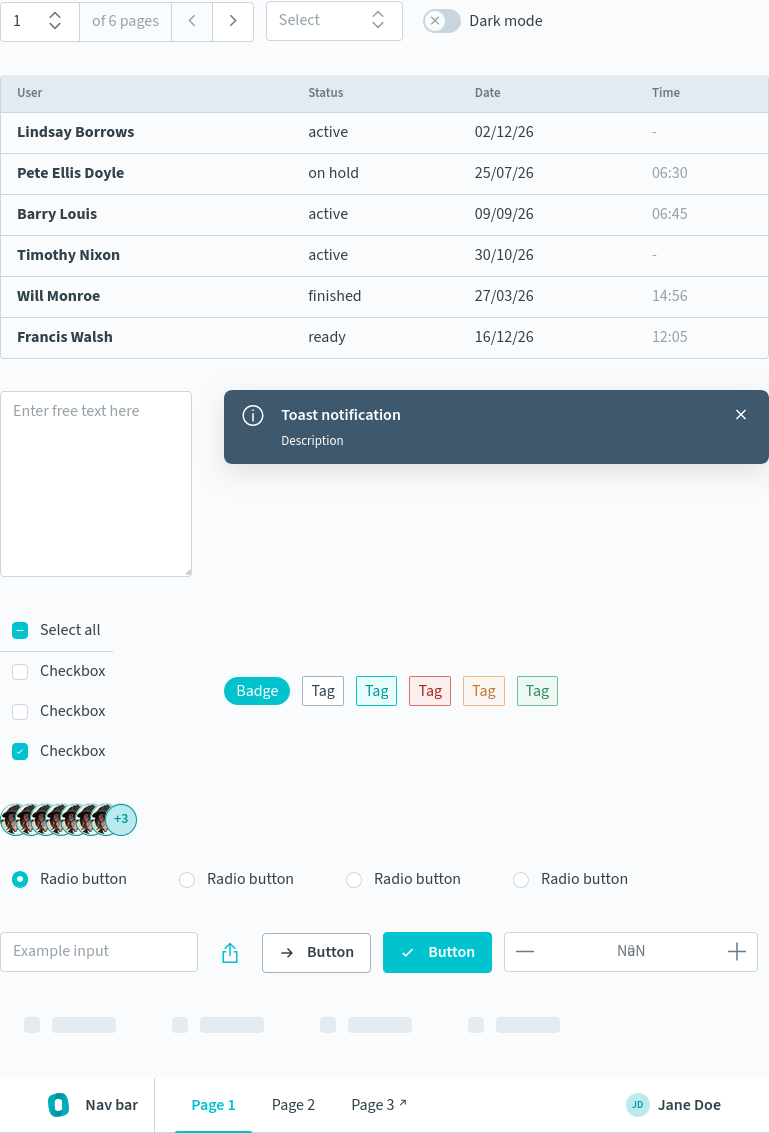 1 of 6 pages Select Dark mode
User Status Date Time
Lindsay Borrows active 02/12/26 -
Pete Ellis Doyle on hold 25/07/26 06:30
Barry Louis active 09/09/26 06:45
Timothy Nixon active 30/10/26 -
Will Monroe finished 27/03/26 14:56
Francis Walsh ready 16/12/26 12:05
Enter free text here
Toast notification
Description
Select all
Checkbox
Badge Tag Tag Tag Tag Tag
Checkbox
Checkbox
+3
Radio button Radio button Radio button Radio button
Example input Button Button NaN
Nav bar Page 1 Page 2 Page 3 ↗ JD Jane Doe